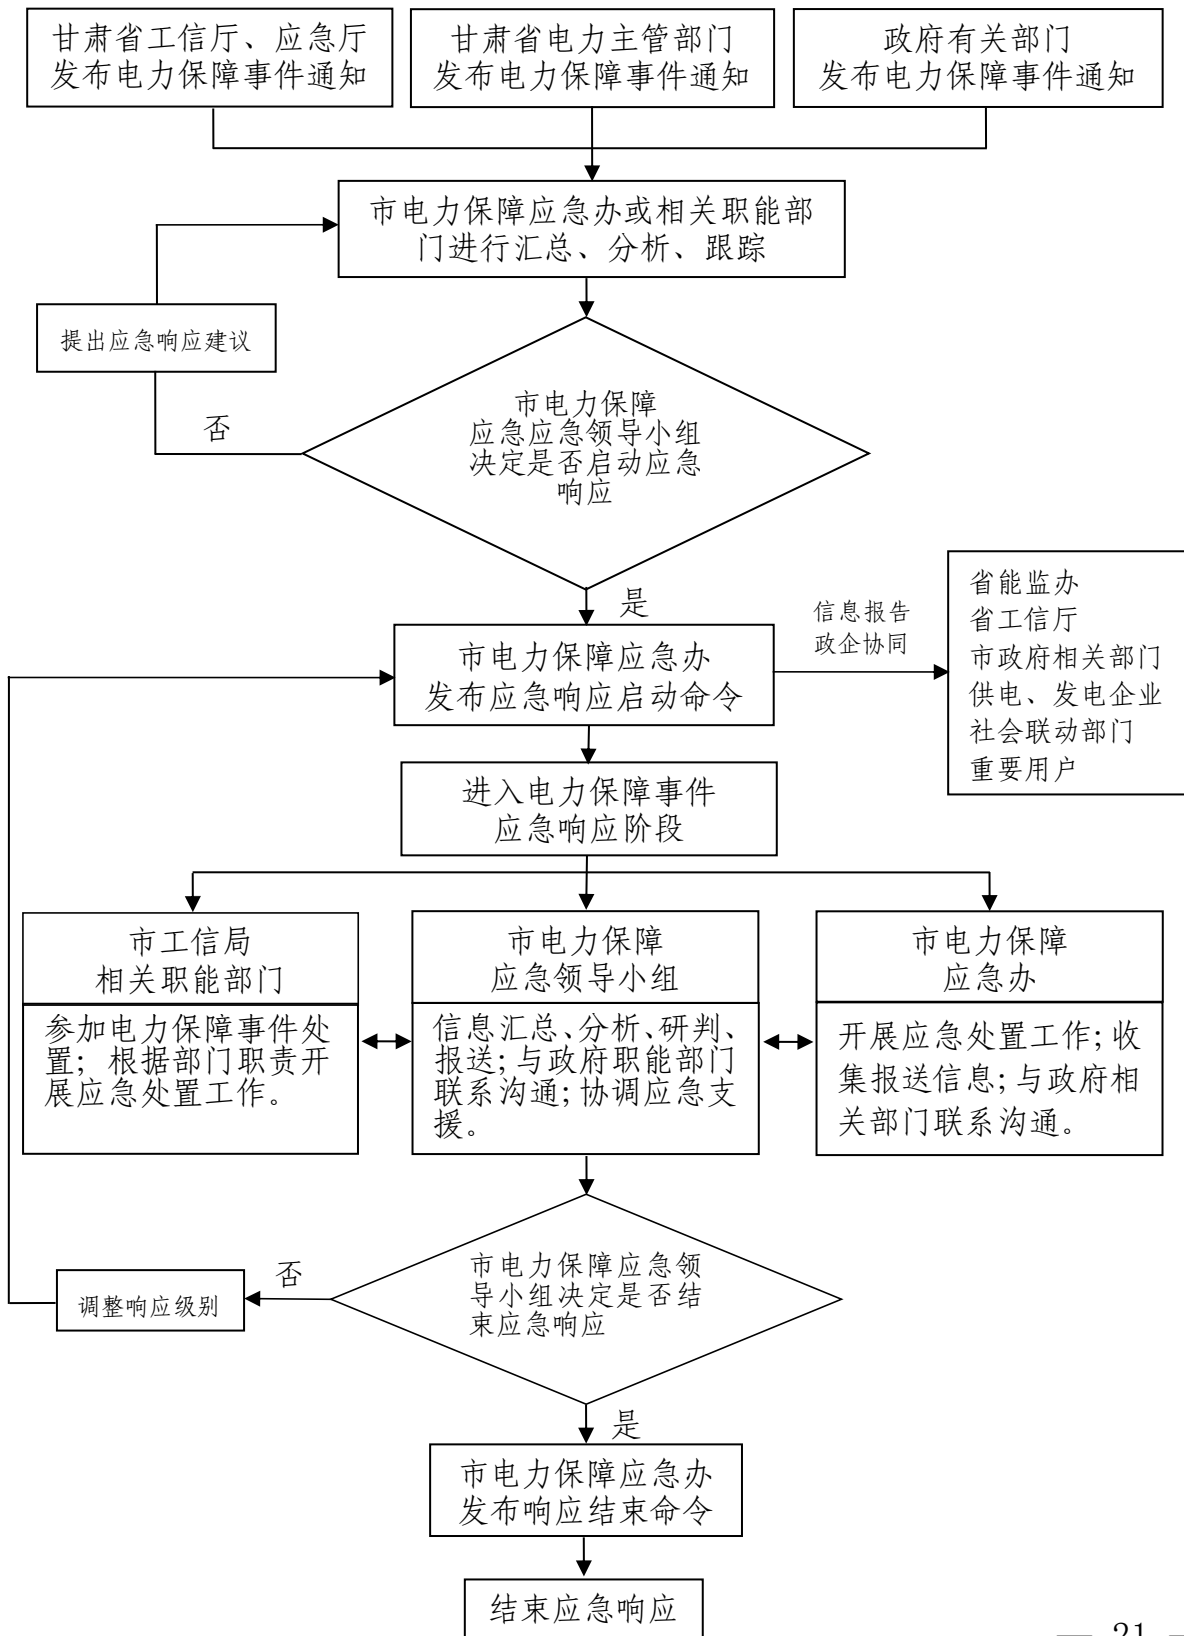 甘肃省工信厅、应急厅
发布电力保障事件通知
甘肃省电力主管部门
发布电力保障事件通知
政府有关部门
发布电力保障事件通知
市电力保障应急办或相关职能部
门进行汇总、分析、跟踪
提出应急响应建议
否
市电力保障
应急应急领导小组
决定是否启动应急
响应
是
市电力保障应急办
发布应急响应启动命令
信息报告
政企协同
省能监办
省工信厅
市政府相关部门
供电、发电企业
社会联动部门
重要用户
进入电力保障事件
应急响应阶段
市工信局
相关职能部门
参加电力保障事件处
置；根据部门职责开
展应急处置工作。
市电力保障
应急领导小组
信息汇总、分析、研判、
报送；与政府职能部门
联系沟通；协调应急支
援。
市电力保障
应急办
开展应急处置工作；收
集报送信息；与政府相
关部门联系沟通。
市电力保障应急领
导小组决定是否结
束应急响应
否
调整响应级别
是
市电力保障应急办
发布响应结束命令
结束应急响应
— 21 —